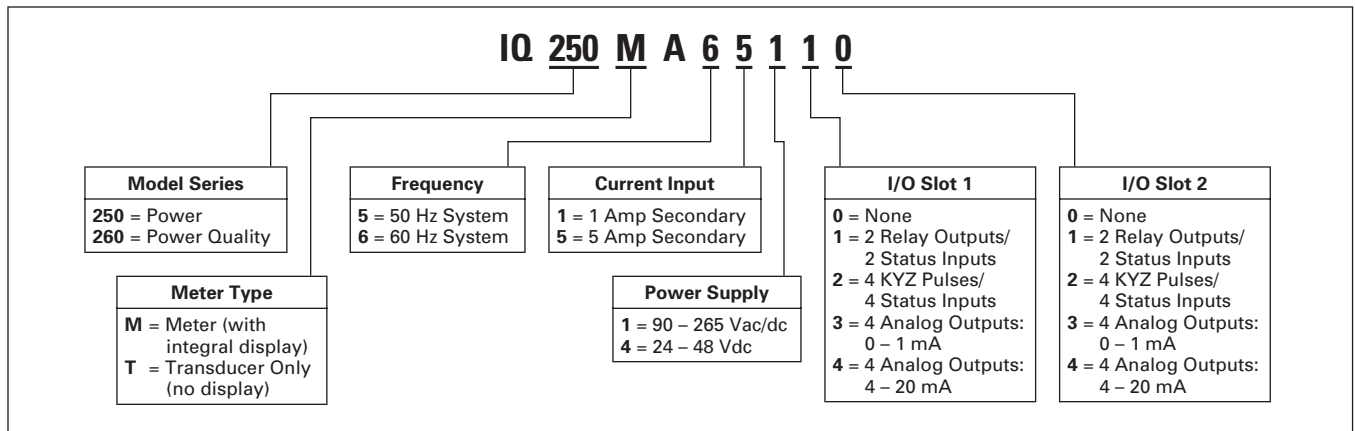 IQ 250 M A 6 5 1 1 0
Model Series
250 = Power
260 = Power Quality
Meter Type
M = Meter (with
integral display)
T = Transducer Only
(no display)
Frequency
5 = 50 Hz System
6 = 60 Hz System
Current Input
1 = 1 Amp Secondary
5 = 5 Amp Secondary
Power Supply
1 = 90 – 265 Vac/dc
4 = 24 – 48 Vdc
I/O Slot 1
0 = None
1 = 2 Relay Outputs/
2 Status Inputs
2 = 4 KYZ Pulses/
4 Status Inputs
3 = 4 Analog Outputs:
0 – 1 mA
4 = 4 Analog Outputs:
4 – 20 mA
I/O Slot 2
0 = None
1 = 2 Relay Outputs/
2 Status Inputs
2 = 4 KYZ Pulses/
4 Status Inputs
3 = 4 Analog Outputs:
0 – 1 mA
4 = 4 Analog Outputs:
4 – 20 mA